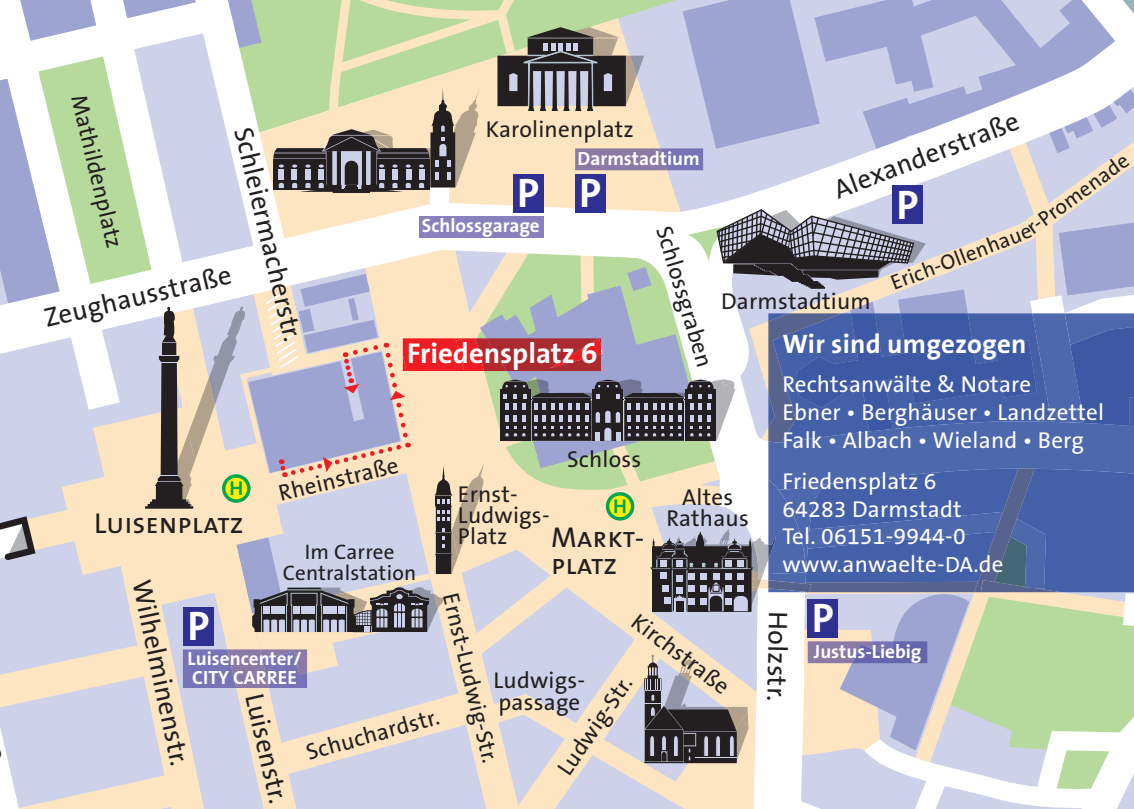 Karolinenplatz
Darmstadtium
P
P
Schlossgarage
Alexanderstraße
P
Erich-Ollenhauer-Promenade
Mathildenplatz
Schleiermacherstr.
Zeughausstraße
Schlossgraben
Darmstadtium
Friedensplatz 6
Wir sind umgezogen
Rechtsanwälte & Notare
Ebner • Berghäuser • Landzettel
Falk • Albach • Wieland • Berg
Friedensplatz 6
64283 Darmstadt
Tel. 06151-9944-0
www.anwaelte-DA.de
Schloss
Rheinstraße
H
LUISENPLATZ
Ernst-
Ludwigs-
Platz
H
MARKT-
PLATZ
Altes
Rathaus
Im Carree
Centralstation
Wilhelminenstr.
P
Luisencenter/
CITY CARREE
Luisenstr.
Ernst-Ludwig-Str.
Schuchardstr.
Ludwigs-
passage
Ludwig-Str.
Kirchstraße
Holzstr.
P
Justus-Liebig